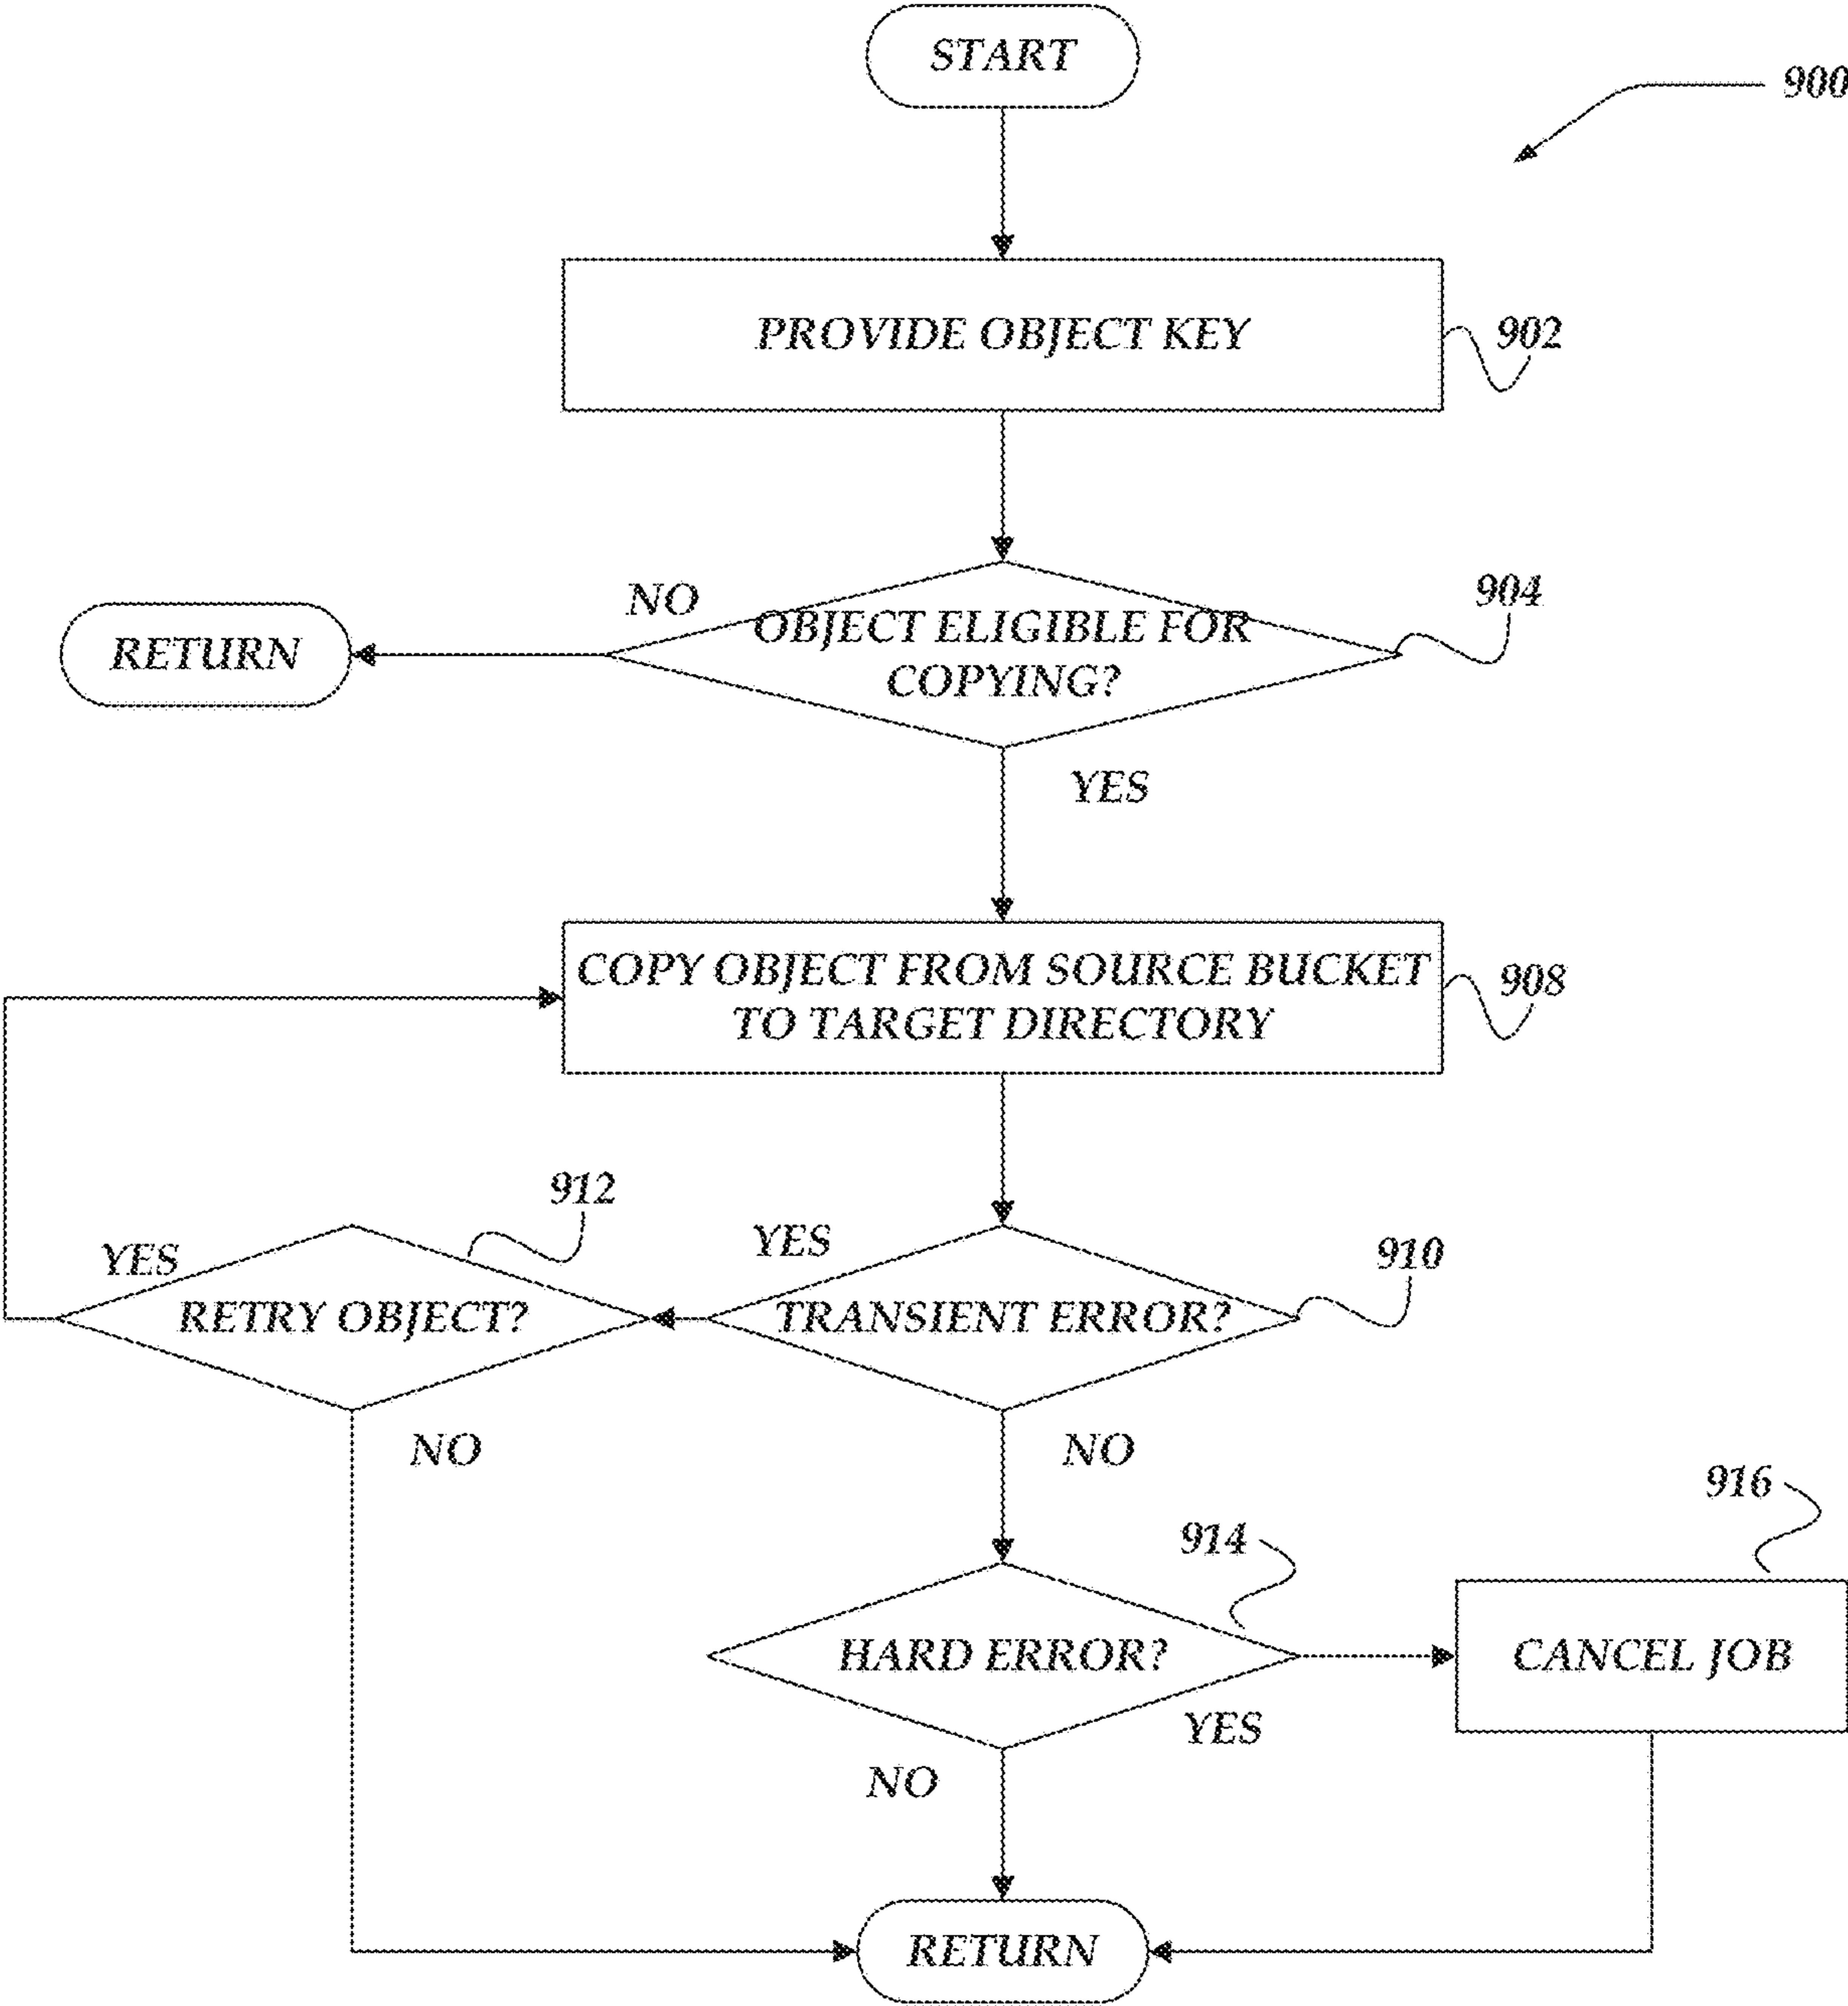 START
900
PROVIDE OBJECT KEY
902
NO
OBJECT ELIGIBLE FOR
COPYING?
904
RETURN
YES
COPY OBJECT FROM SOURCE BUCKET
TO TARGET DIRECTORY
908
912
YES
YES
910
RETRY OBJECT?
TRANSIENT ERROR?
NO
NO
916
914
HARD ERROR?
CANCEL JOB
YES
NO
RETURN